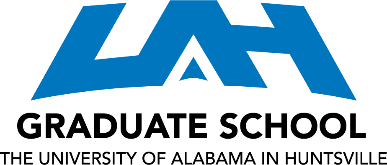 UAH
GRADUATE SCHOOL
THE UNIVERSITY OF ALABAMA IN HUNTSVILLE